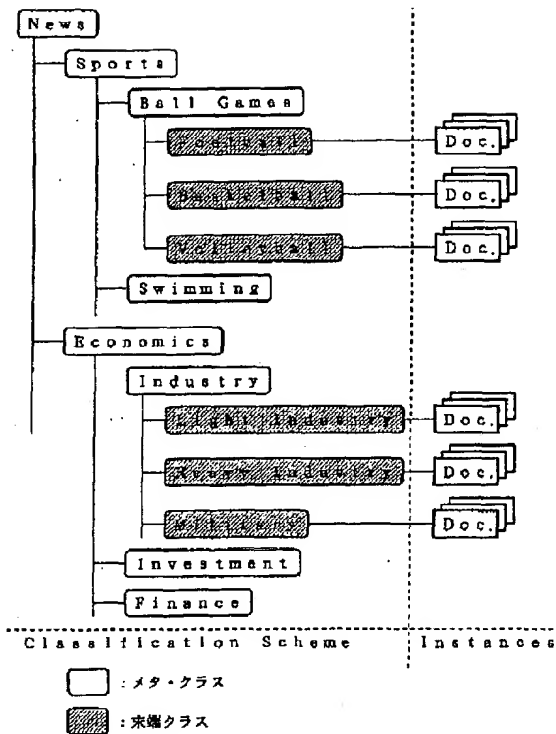 News
Sports
Ball Games
Football
Doc.
Basketball
Doc.
Volleyball
Doc.
Swimming
Economics
Industry
Light Industry
Doc.
Heavy Industry
Doc.
Military
Doc.
Investment
Finance
Classification Scheme
Instances
:メタ・クラス
:末端クラス